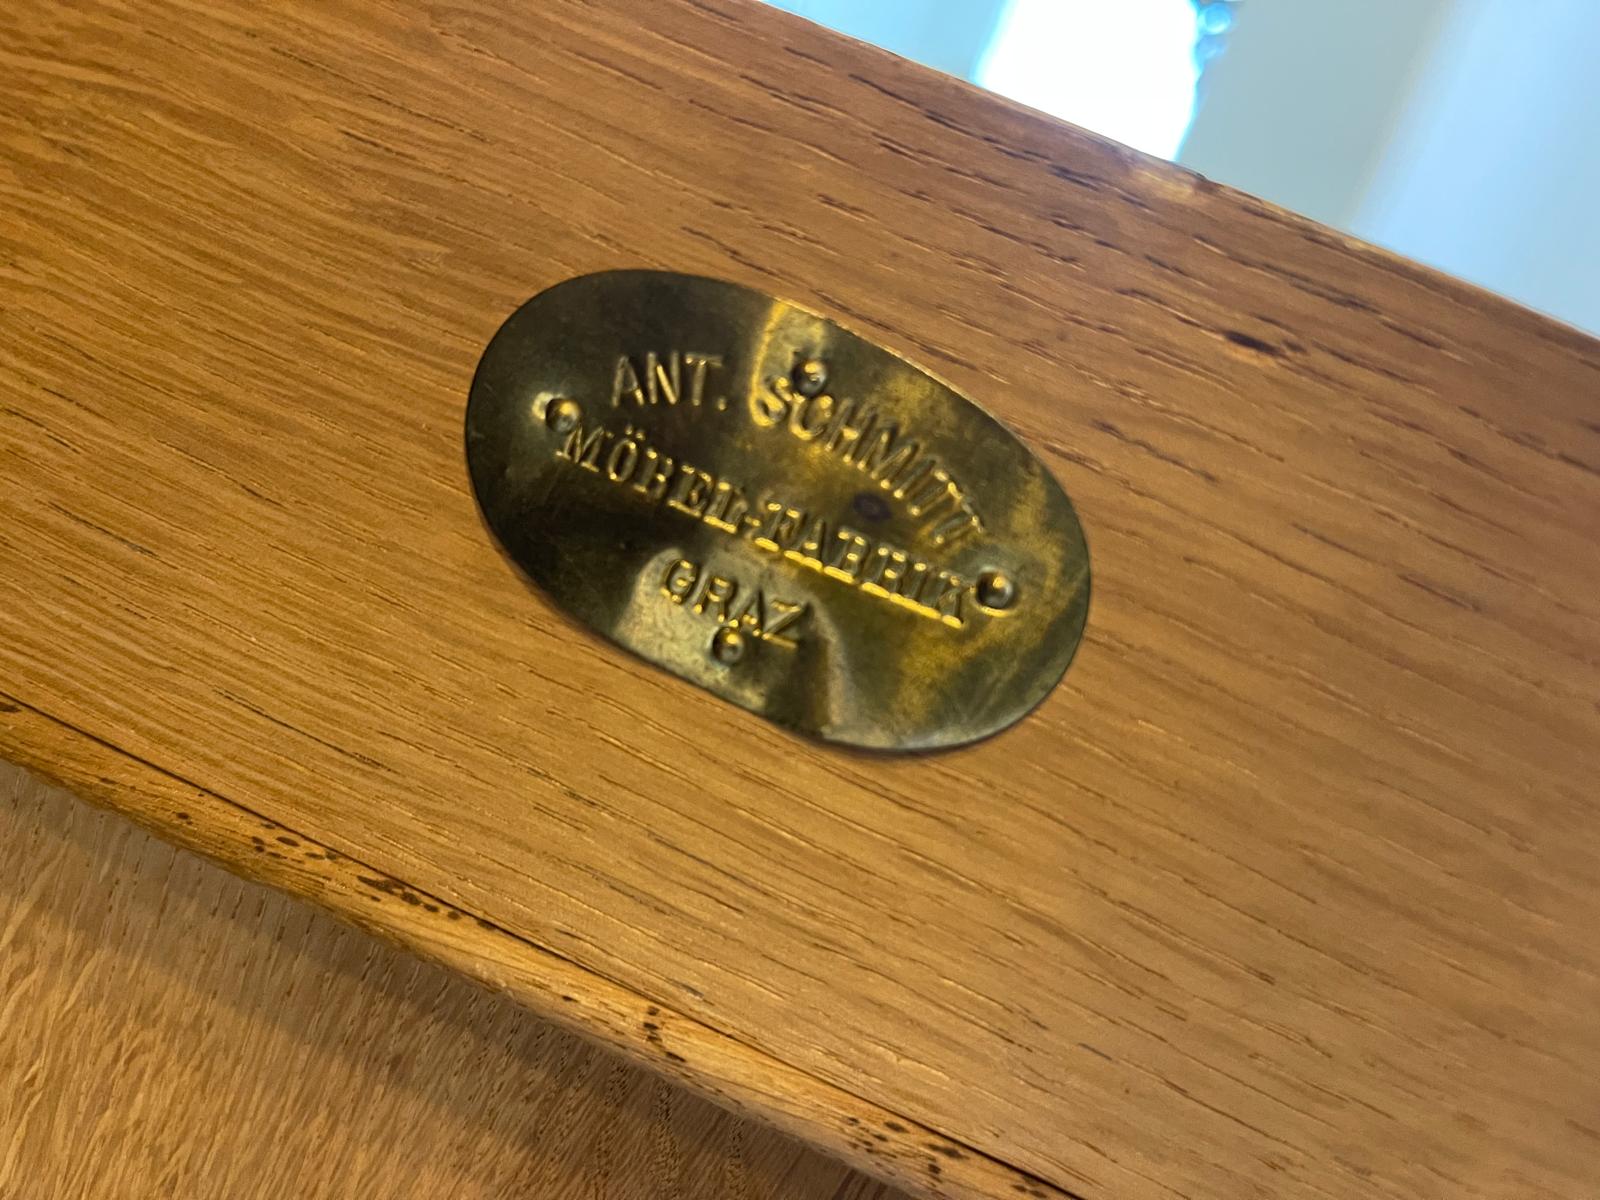 ANT. SCHMITT
MÖBEL-FABRIK
GRAZ